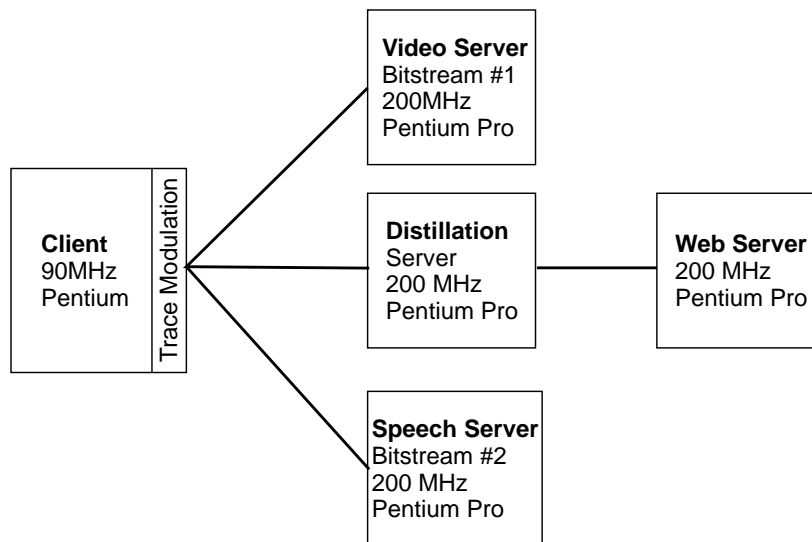 Client
90MHz
Pentium
Trace Modulation
Video Server
Bitstream #1
200MHz
Pentium Pro
Distillation
Server
200 MHz
Pentium Pro
Web Server
200 MHz
Pentium Pro
Speech Server
Bitstream #2
200 MHz
Pentium Pro